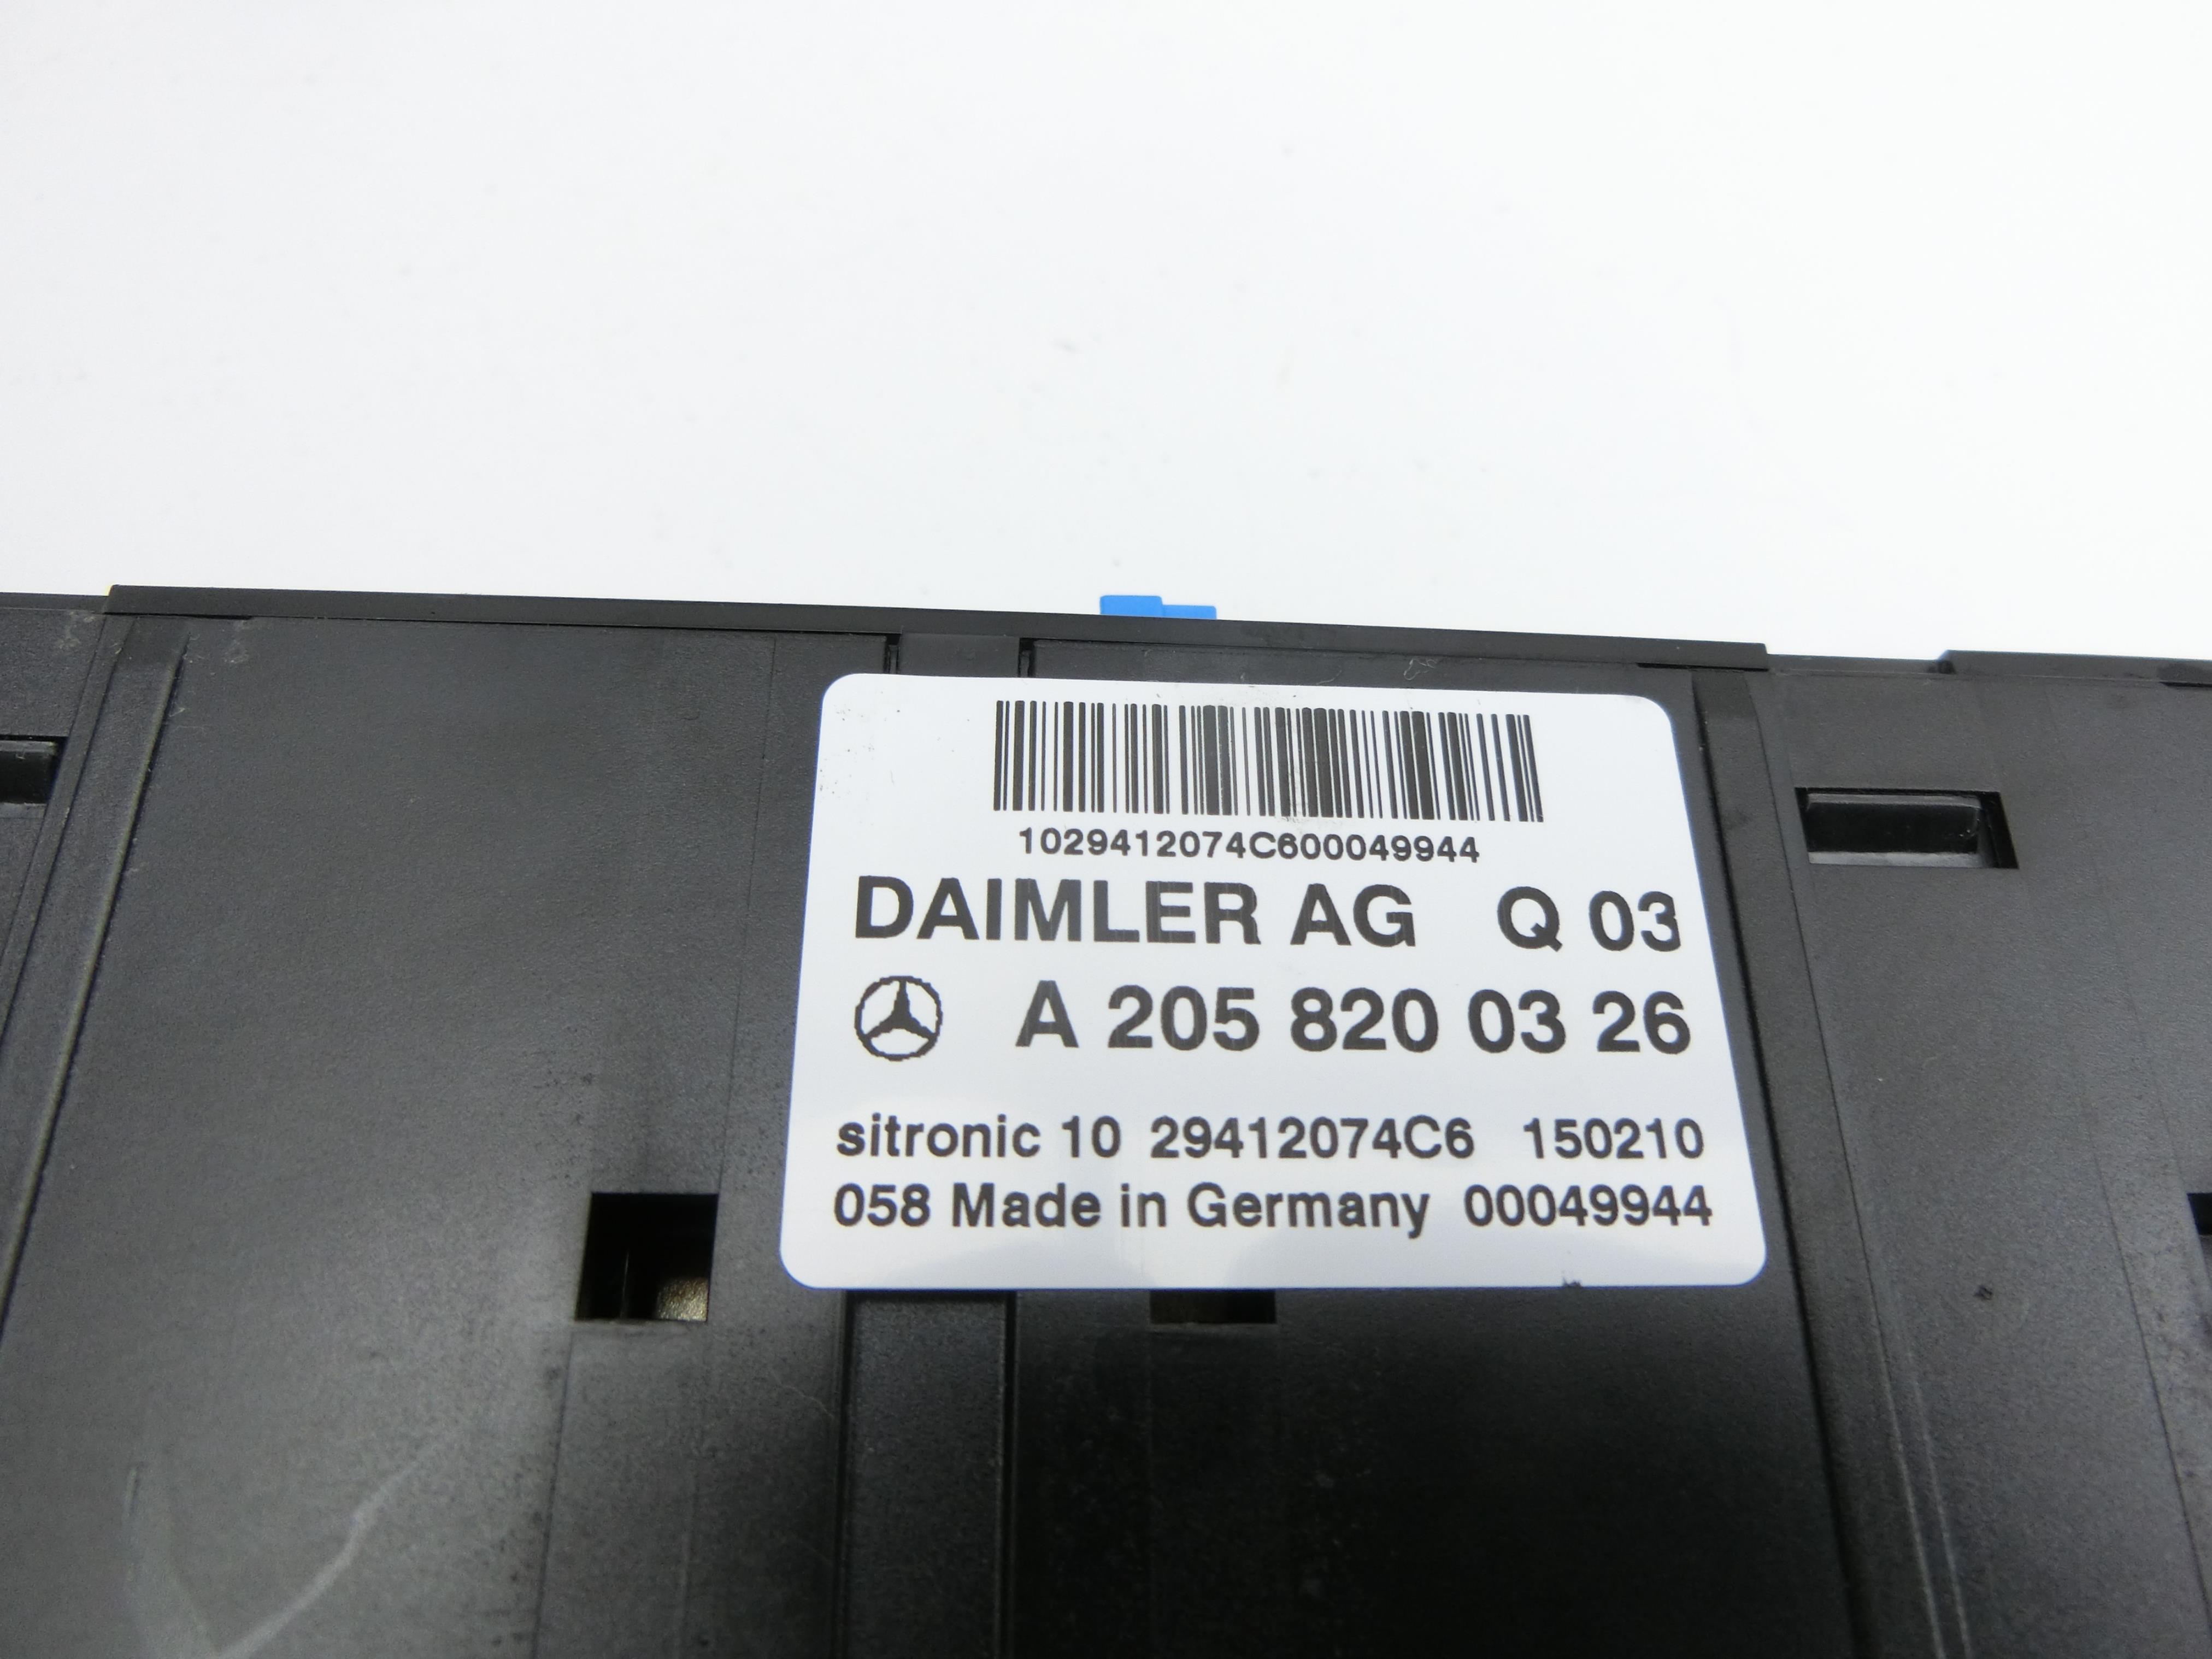 1029412074C600049944
DAIMLER AG Q 03
A 205 820 03 26
sitronic 10 29412074C6 150210
058 Made in Germany 00049944